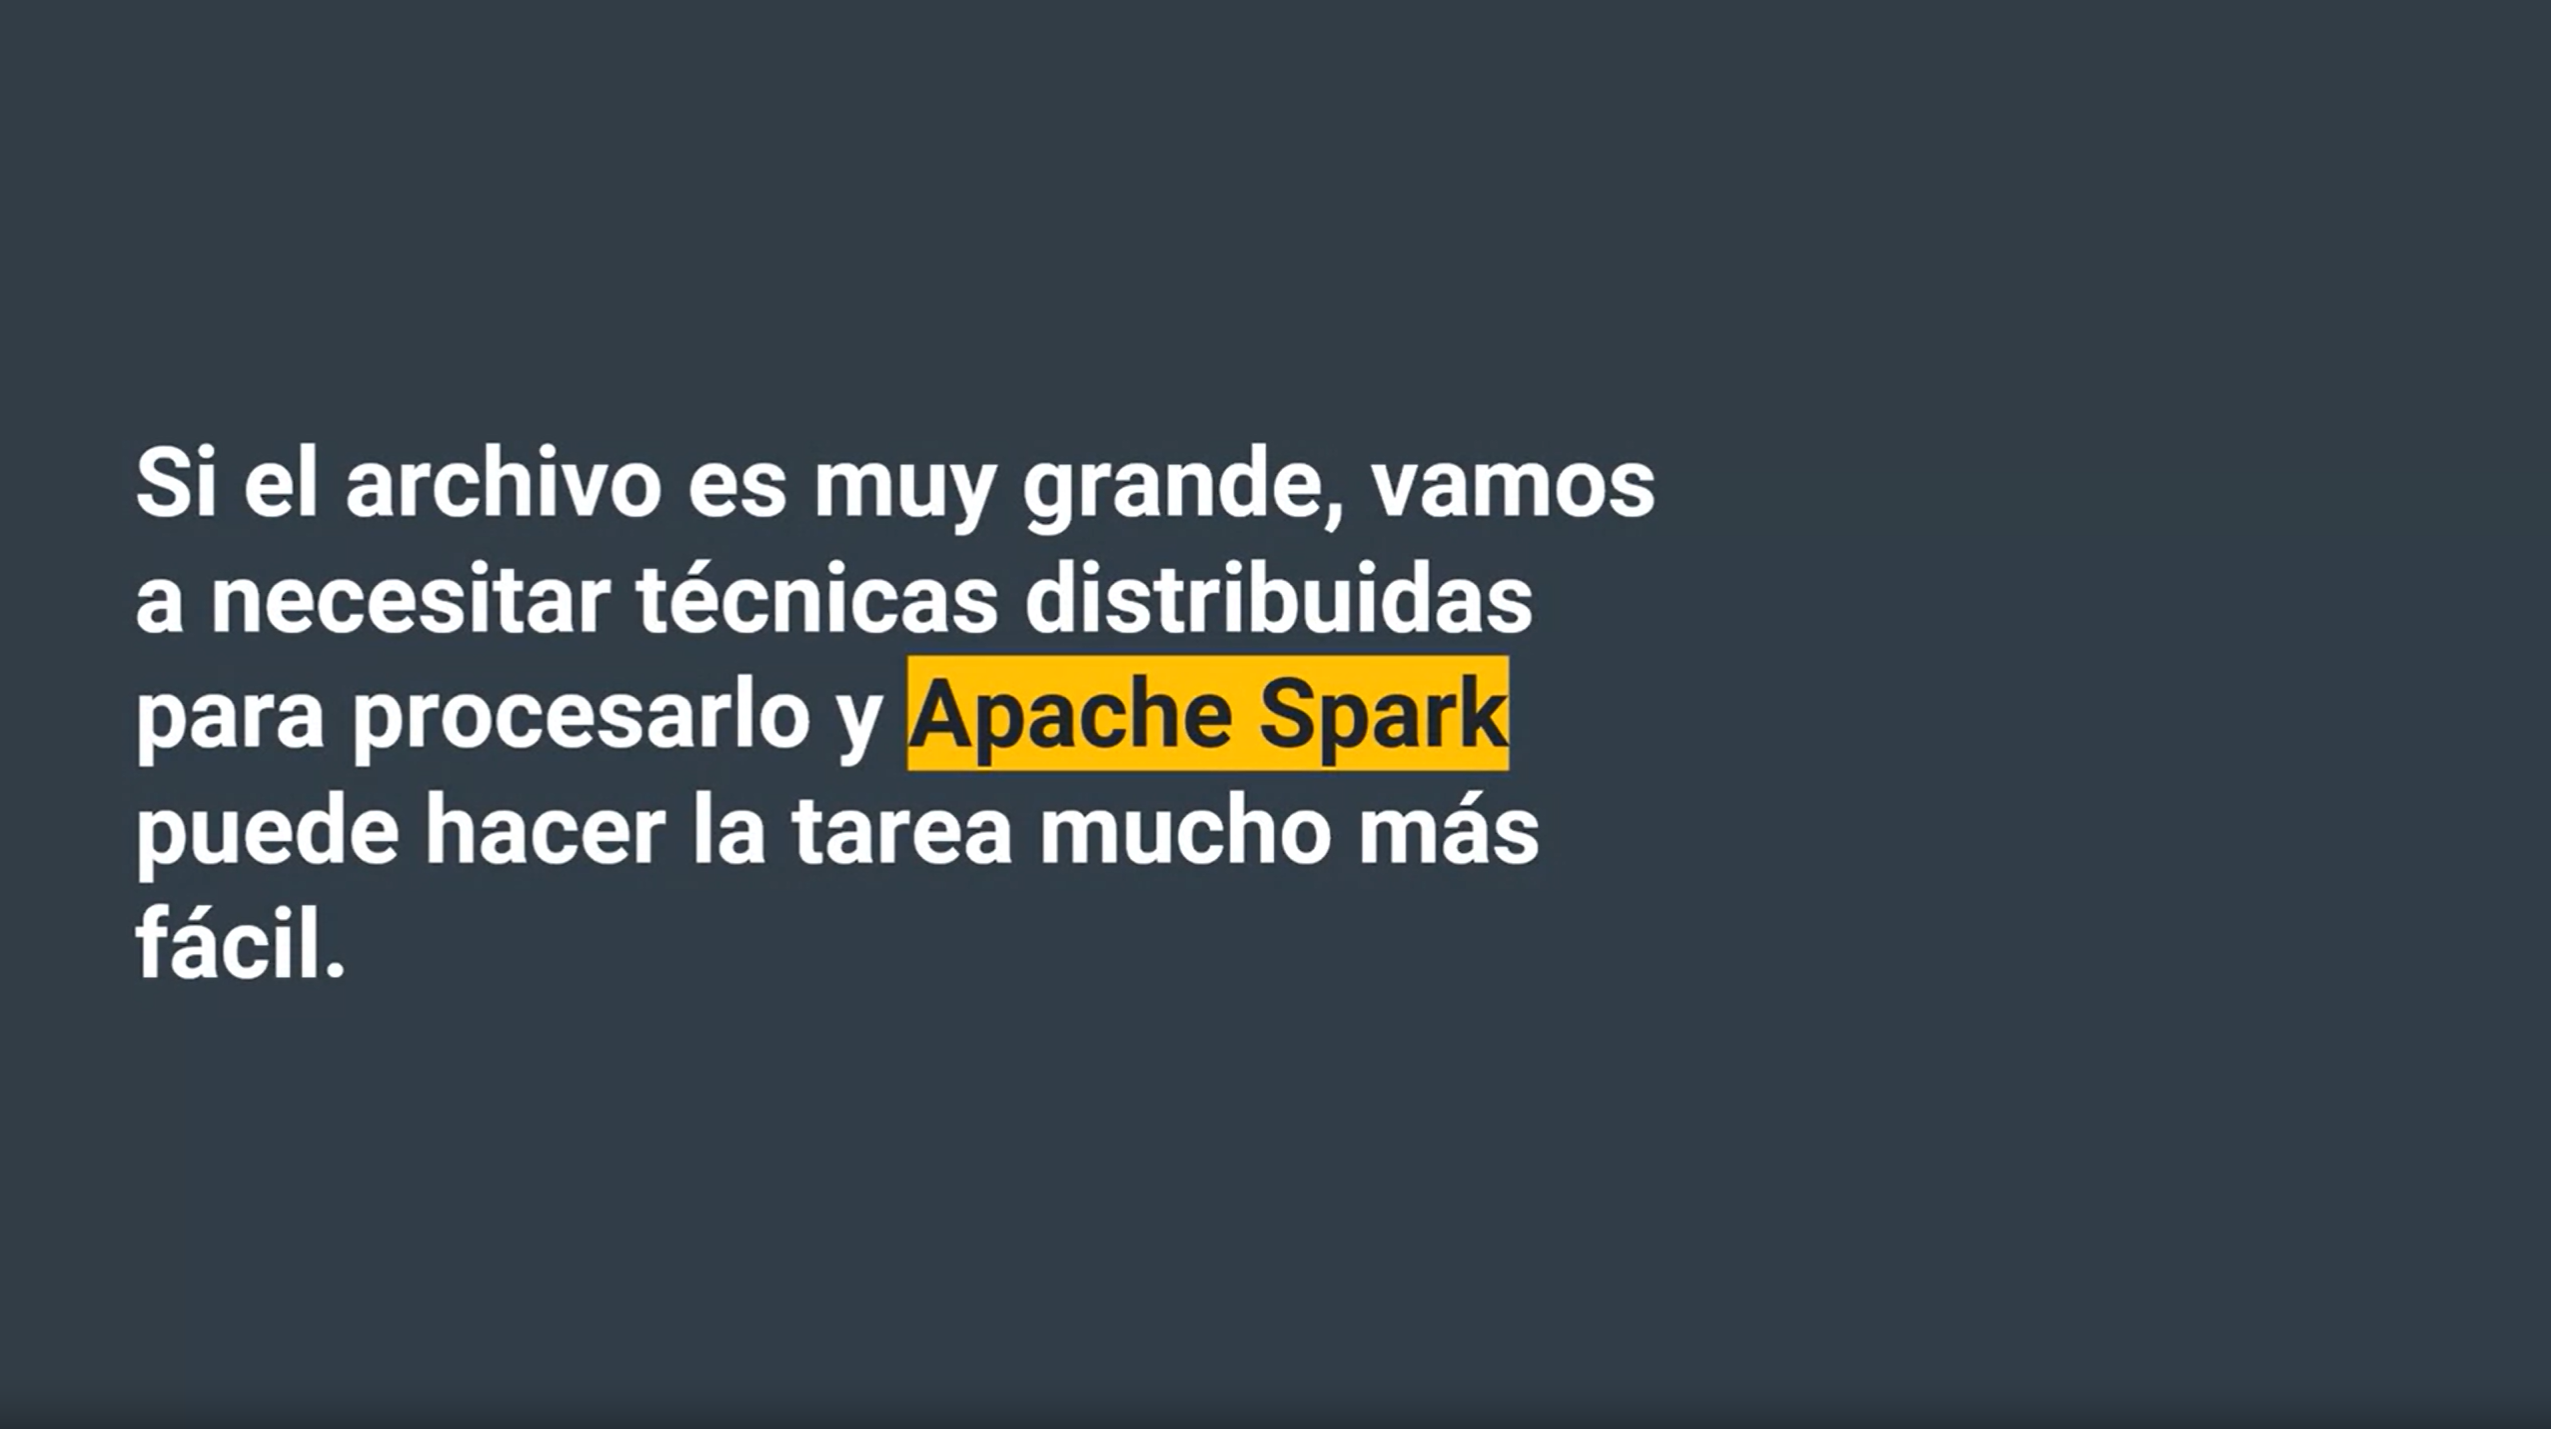 Si el archivo es muy grande, vamos
a necesitar técnicas distribuidas
para procesarlo y Apache Spark
puede hacer la tarea mucho más
fácil.